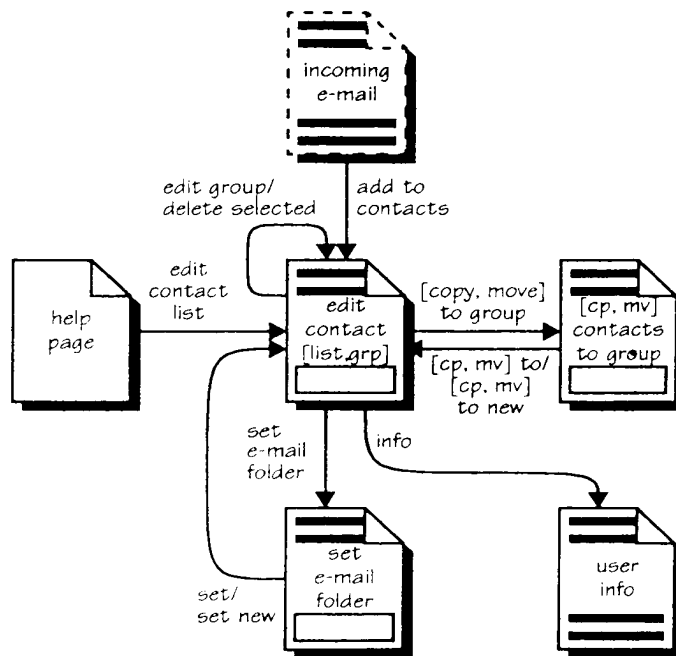 incoming
e-mail
edit group/
delete selected
add to
contacts
edit
contact
list
help
page
edit
contact
[list,grp]
[copy, move]
to group
[cp, mv]
contacts
to group
[cp, mv] to/
[cp, mv]
to new
set
e-mail
folder
info
set/
set new
set
e-mail
folder
user
info